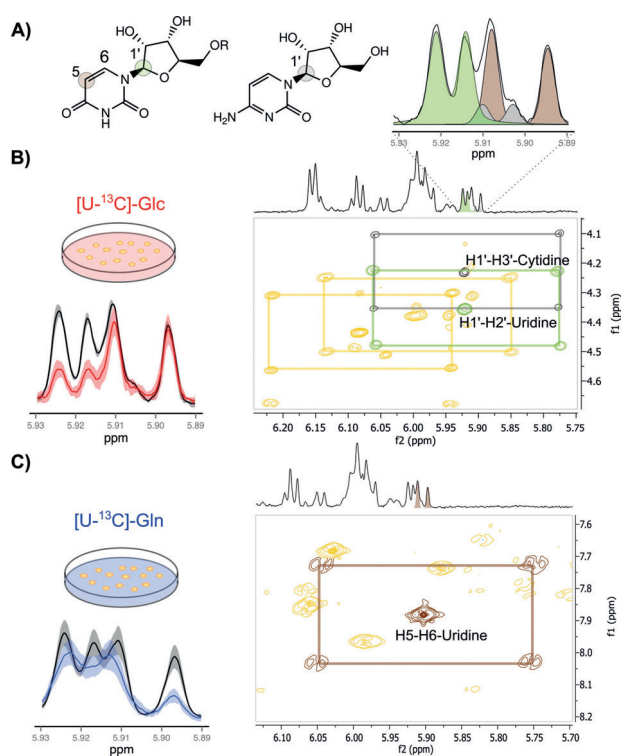 A)
HO OH
OR
1'
O
6
5
N
O N H O
HO OH
OH
1'
O
N
H₂N N O
5.93 5.92 5.91 5.90 5.89
ppm
B)
[U-¹³C]-Glc
5.93 5.92 5.91 5.90 5.89
ppm
H1'-H3'-Cytidine
H1'-H2'-Uridine
4.1
4.2
4.3
4.4
4.5
4.6
f1 (ppm)
6.20 6.15 6.10 6.05 6.00 5.95 5.90 5.85 5.80 5.75
f2 (ppm)
C)
[U-¹³C]-Gln
5.93 5.92 5.91 5.90 5.89
ppm
H5-H6-Uridine
7.6
7.7
7.8
7.9
8.0
8.1
8.2
f1 (ppm)
6.10 6.05 6.00 5.95 5.90 5.85 5.80 5.75 5.70
f2 (ppm)